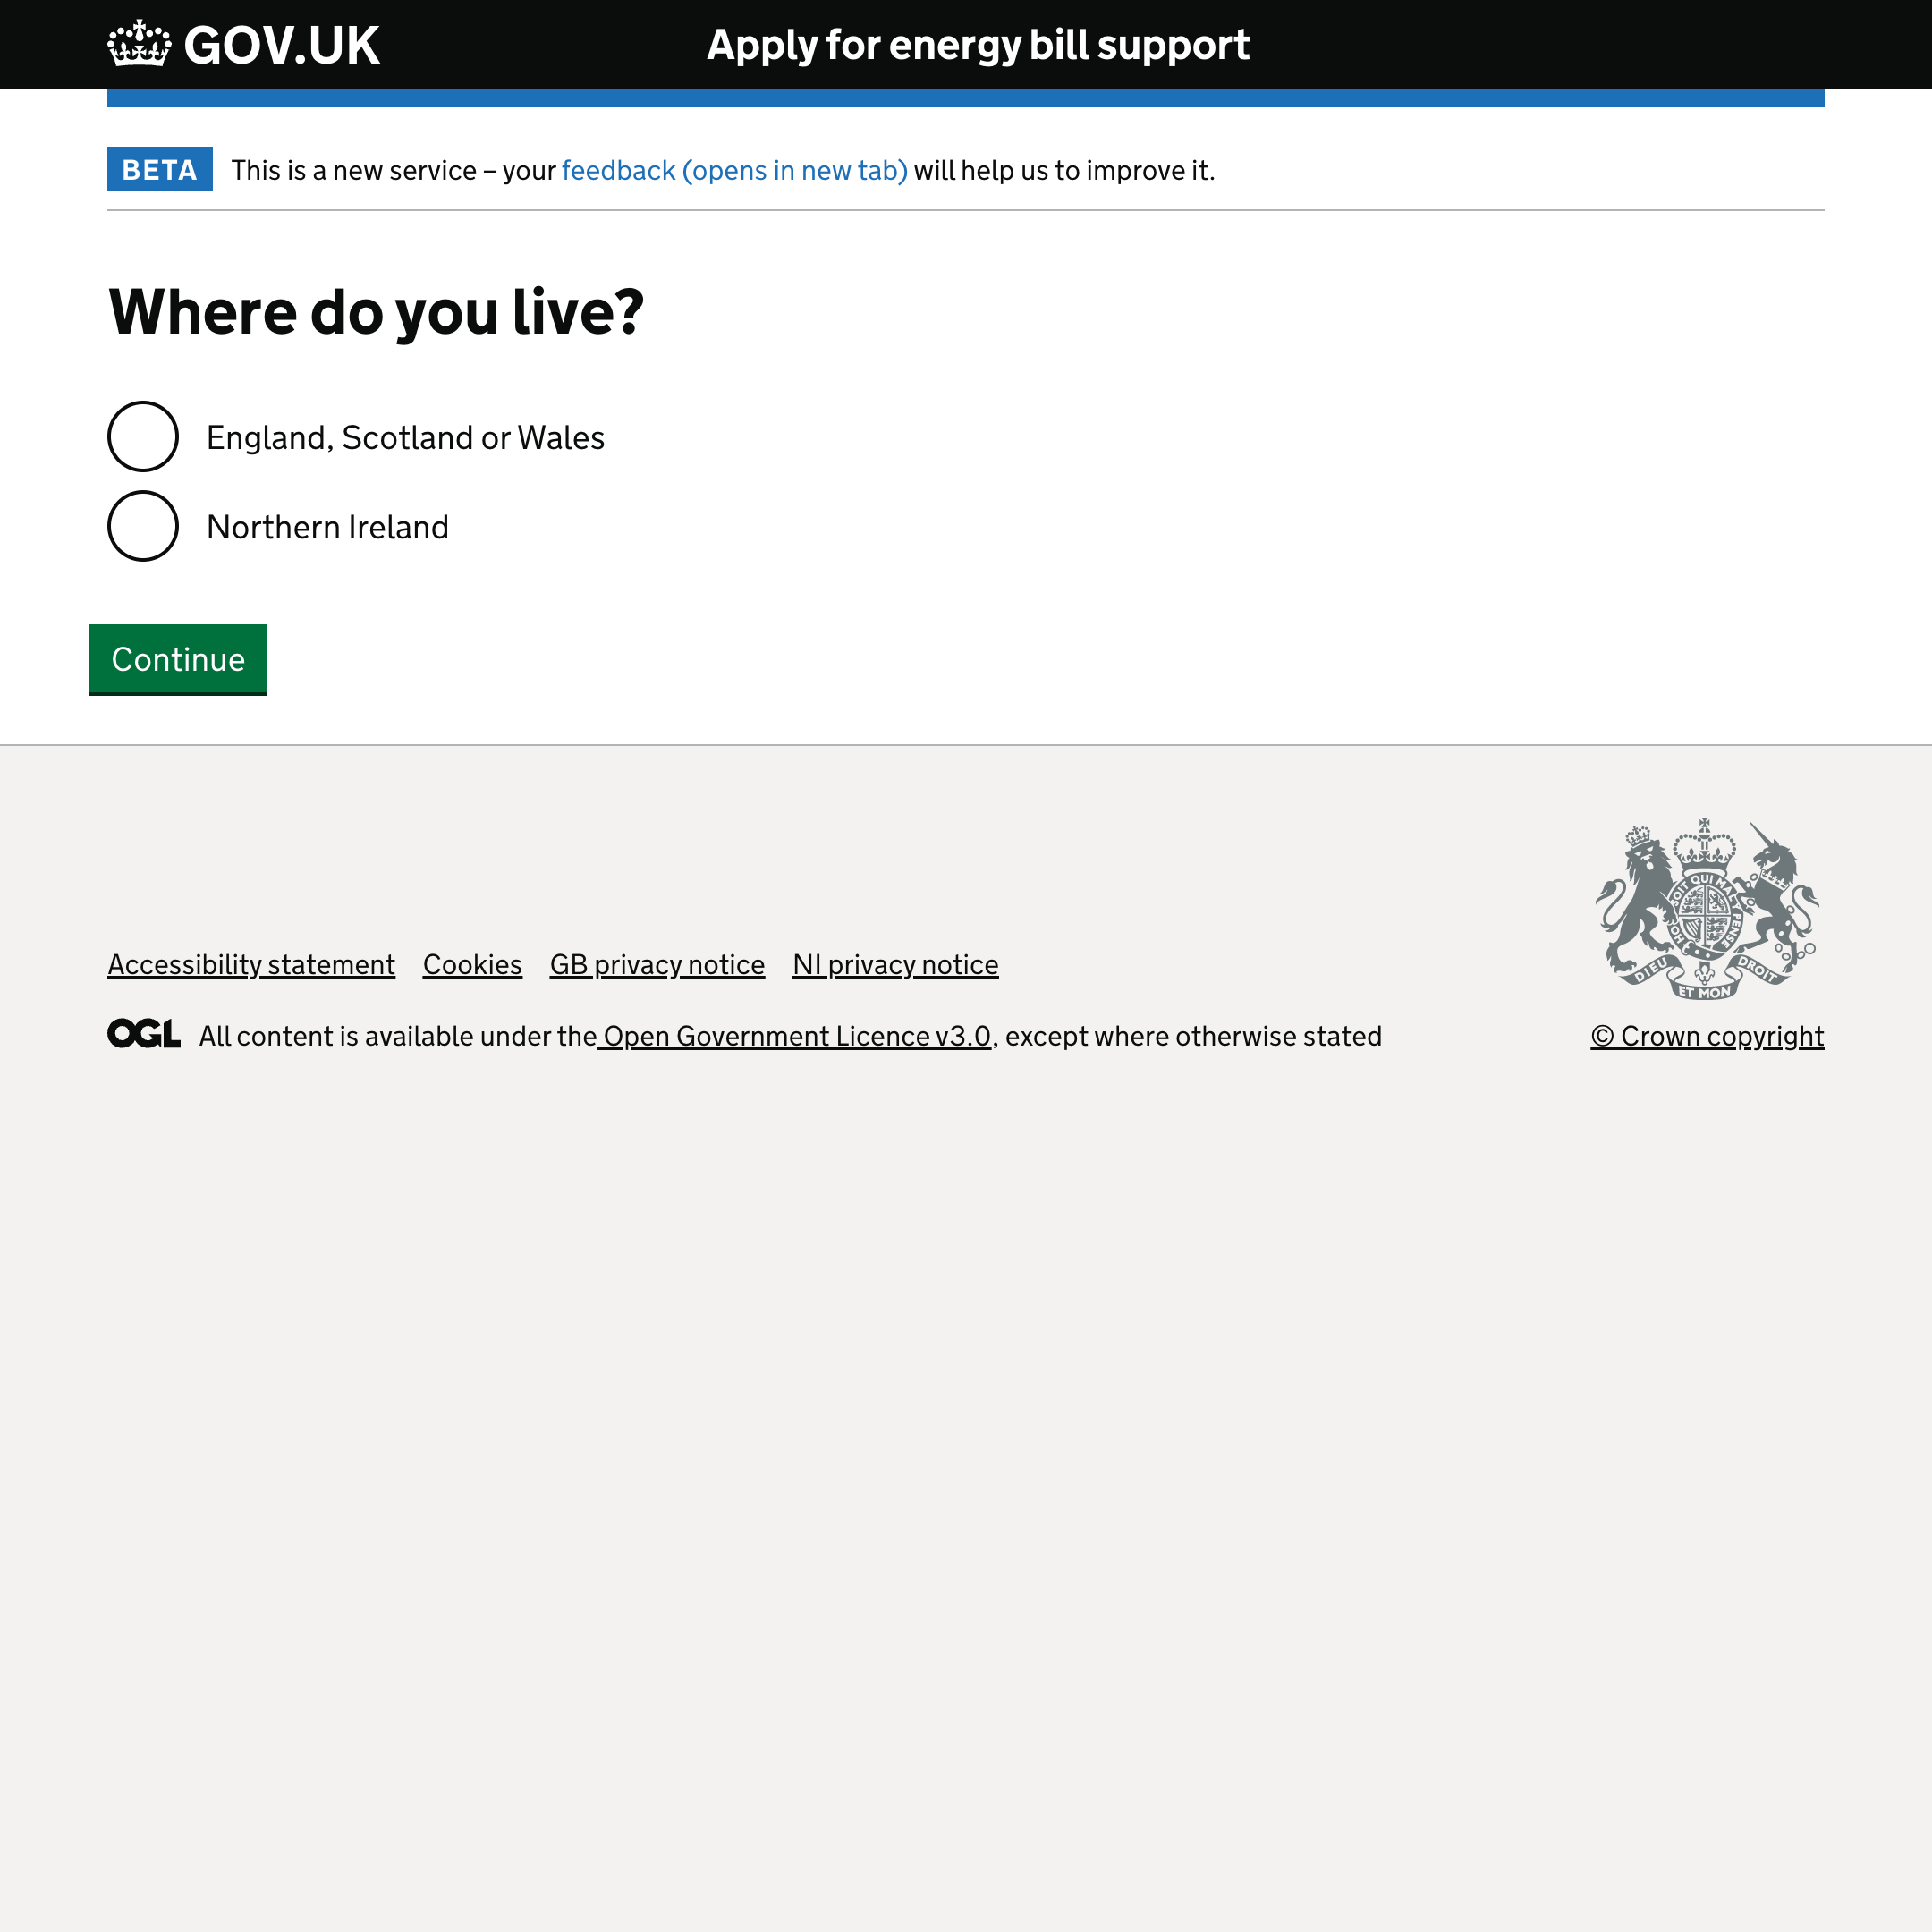 GOV.UK
Apply for energy bill support
BETA This is a new service – your feedback (opens in new tab) will help us to improve it.
Where do you live?
England, Scotland or Wales
Northern Ireland
Continue
SOIT QUI MAL Y PENSE HON
DIEU ET MON DROIT
Accessibility statement Cookies GB privacy notice NI privacy notice
OGL All content is available under the Open Government Licence v3.0, except where otherwise stated
© Crown copyright